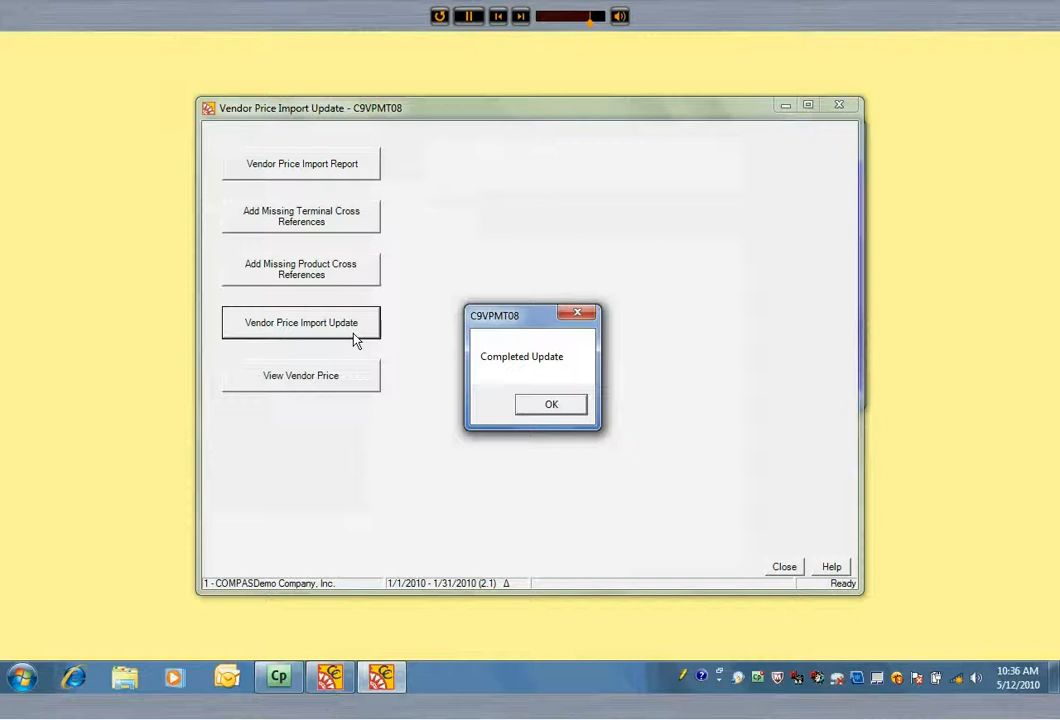 Vendor Price Import Update - C9VPMT08
Vendor Price Import Report
Add Missing Terminal Cross
References
Add Missing Product Cross
References
Vendor Price Import Update
View Vendor Price
C9VPMT08
Completed Update
OK
Close
Help
1 - COMPASDemo Company, Inc.
1/1/2010 - 1/31/2010 (2.1) Δ
Ready
Cp
10:36 AM
5/12/2010